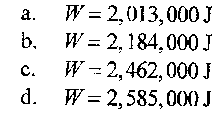 a. W = 2,013,000 J
b. W = 2,184,000 J
c. W = 2,462,000 J
d. W = 2,585,000 J